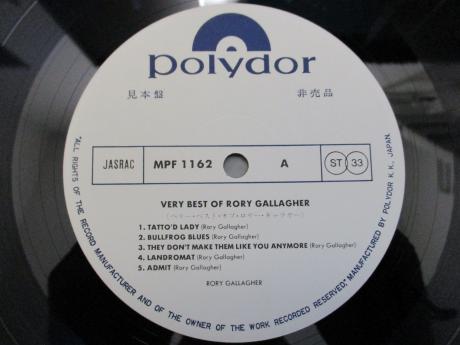 polydor
見本盤 非売品
JASRAC MPF 1162 A ST 33
VERY BEST OF RORY GALLAGHER
(ベリー・ベスト・オブ・ロリー・ギャラガー)
1. TATTO'D LADY (Rory Gallagher)
2. BULLFROG BLUES (Rory Gallagher)
3. THEY DON'T MAKE THEM LIKE YOU ANYMORE (Rory Gallagher)
4. LANDROMAT (Rory Gallagher)
5. ADMIT (Rory Gallagher)
RORY GALLAGHER
"ALL RIGHTS OF THE RECORD MANUFACTURER AND OF THE OWNER OF THE WORK RECORDED RESERVED." MANUFACTURED BY POLYDOR K.K., JAPAN.